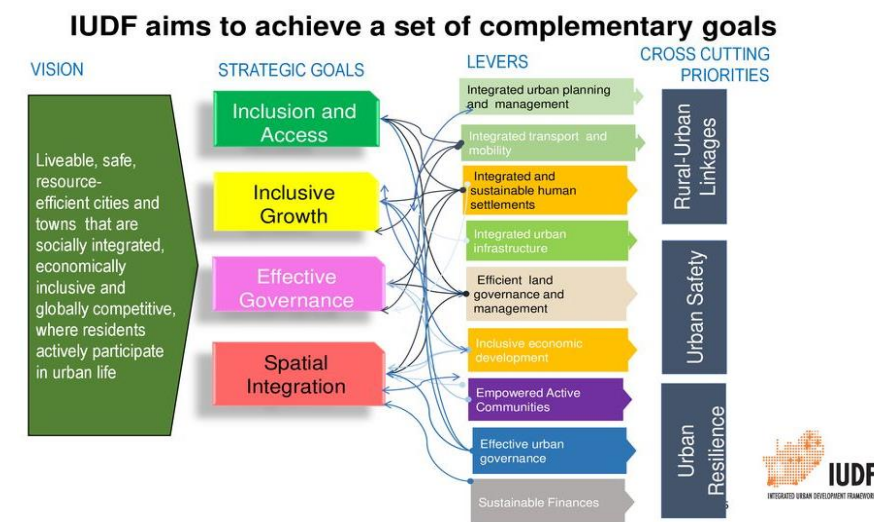 IUDF aims to achieve a set of complementary goals
VISION
Liveable, safe,
resource-
efficient cities and
towns that are
socially integrated,
economically
inclusive and
globally competitive,
where residents
actively participate
in urban life
STRATEGIC GOALS
Inclusion and
Access
Inclusive
Growth
Effective
Governance
Spatial
Integration
LEVERS
Integrated urban planning
and management
Integrated transport and
mobility
Integrated and
sustainable human
settlements
Integrated urban
infrastructure
Efficient land
governance and
management
Inclusive economic
development
Empowered Active
Communities
Effective urban
governance
Sustainable Finances
CROSS CUTTING
PRIORITIES
Rural-Urban
Linkages
Urban Safety
Urban
Resilience
IUDF
INTEGRATED URBAN DEVELOPMENT FRAMEWORK